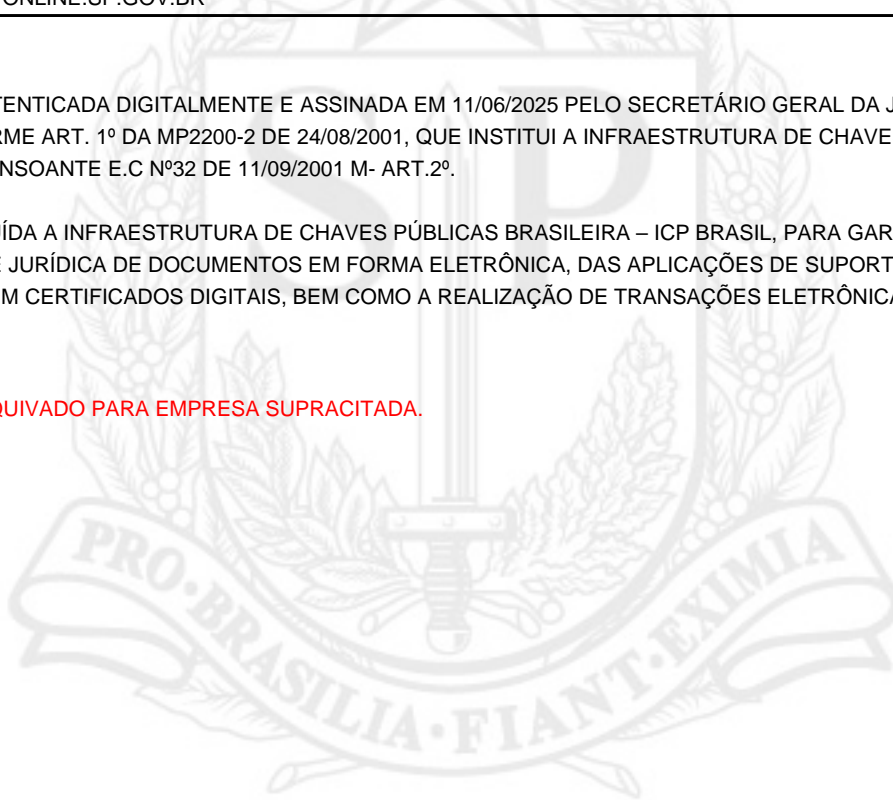 ONLINE.SP.GOV.BR
TENTICADA DIGITALMENTE E ASSINADA EM 11/06/2025 PELO SECRETÁRIO GERAL DA J
RME ART. 1º DA MP2200-2 DE 24/08/2001, QUE INSTITUI A INFRAESTRUTURA DE CHAVE
NSOANTE E.C Nº32 DE 11/09/2001 M- ART.2º.
ÍDA A INFRAESTRUTURA DE CHAVES PÚBLICAS BRASILEIRA – ICP BRASIL, PARA GAR
E JURÍDICA DE DOCUMENTOS EM FORMA ELETRÔNICA, DAS APLICAÇÕES DE SUPORT
M CERTIFICADOS DIGITAIS, BEM COMO A REALIZAÇÃO DE TRANSAÇÕES ELETRÔNICA
QUIVADO PARA EMPRESA SUPRACITADA.
SP
PRO·BRASILIA·FIANT·EXIMIA